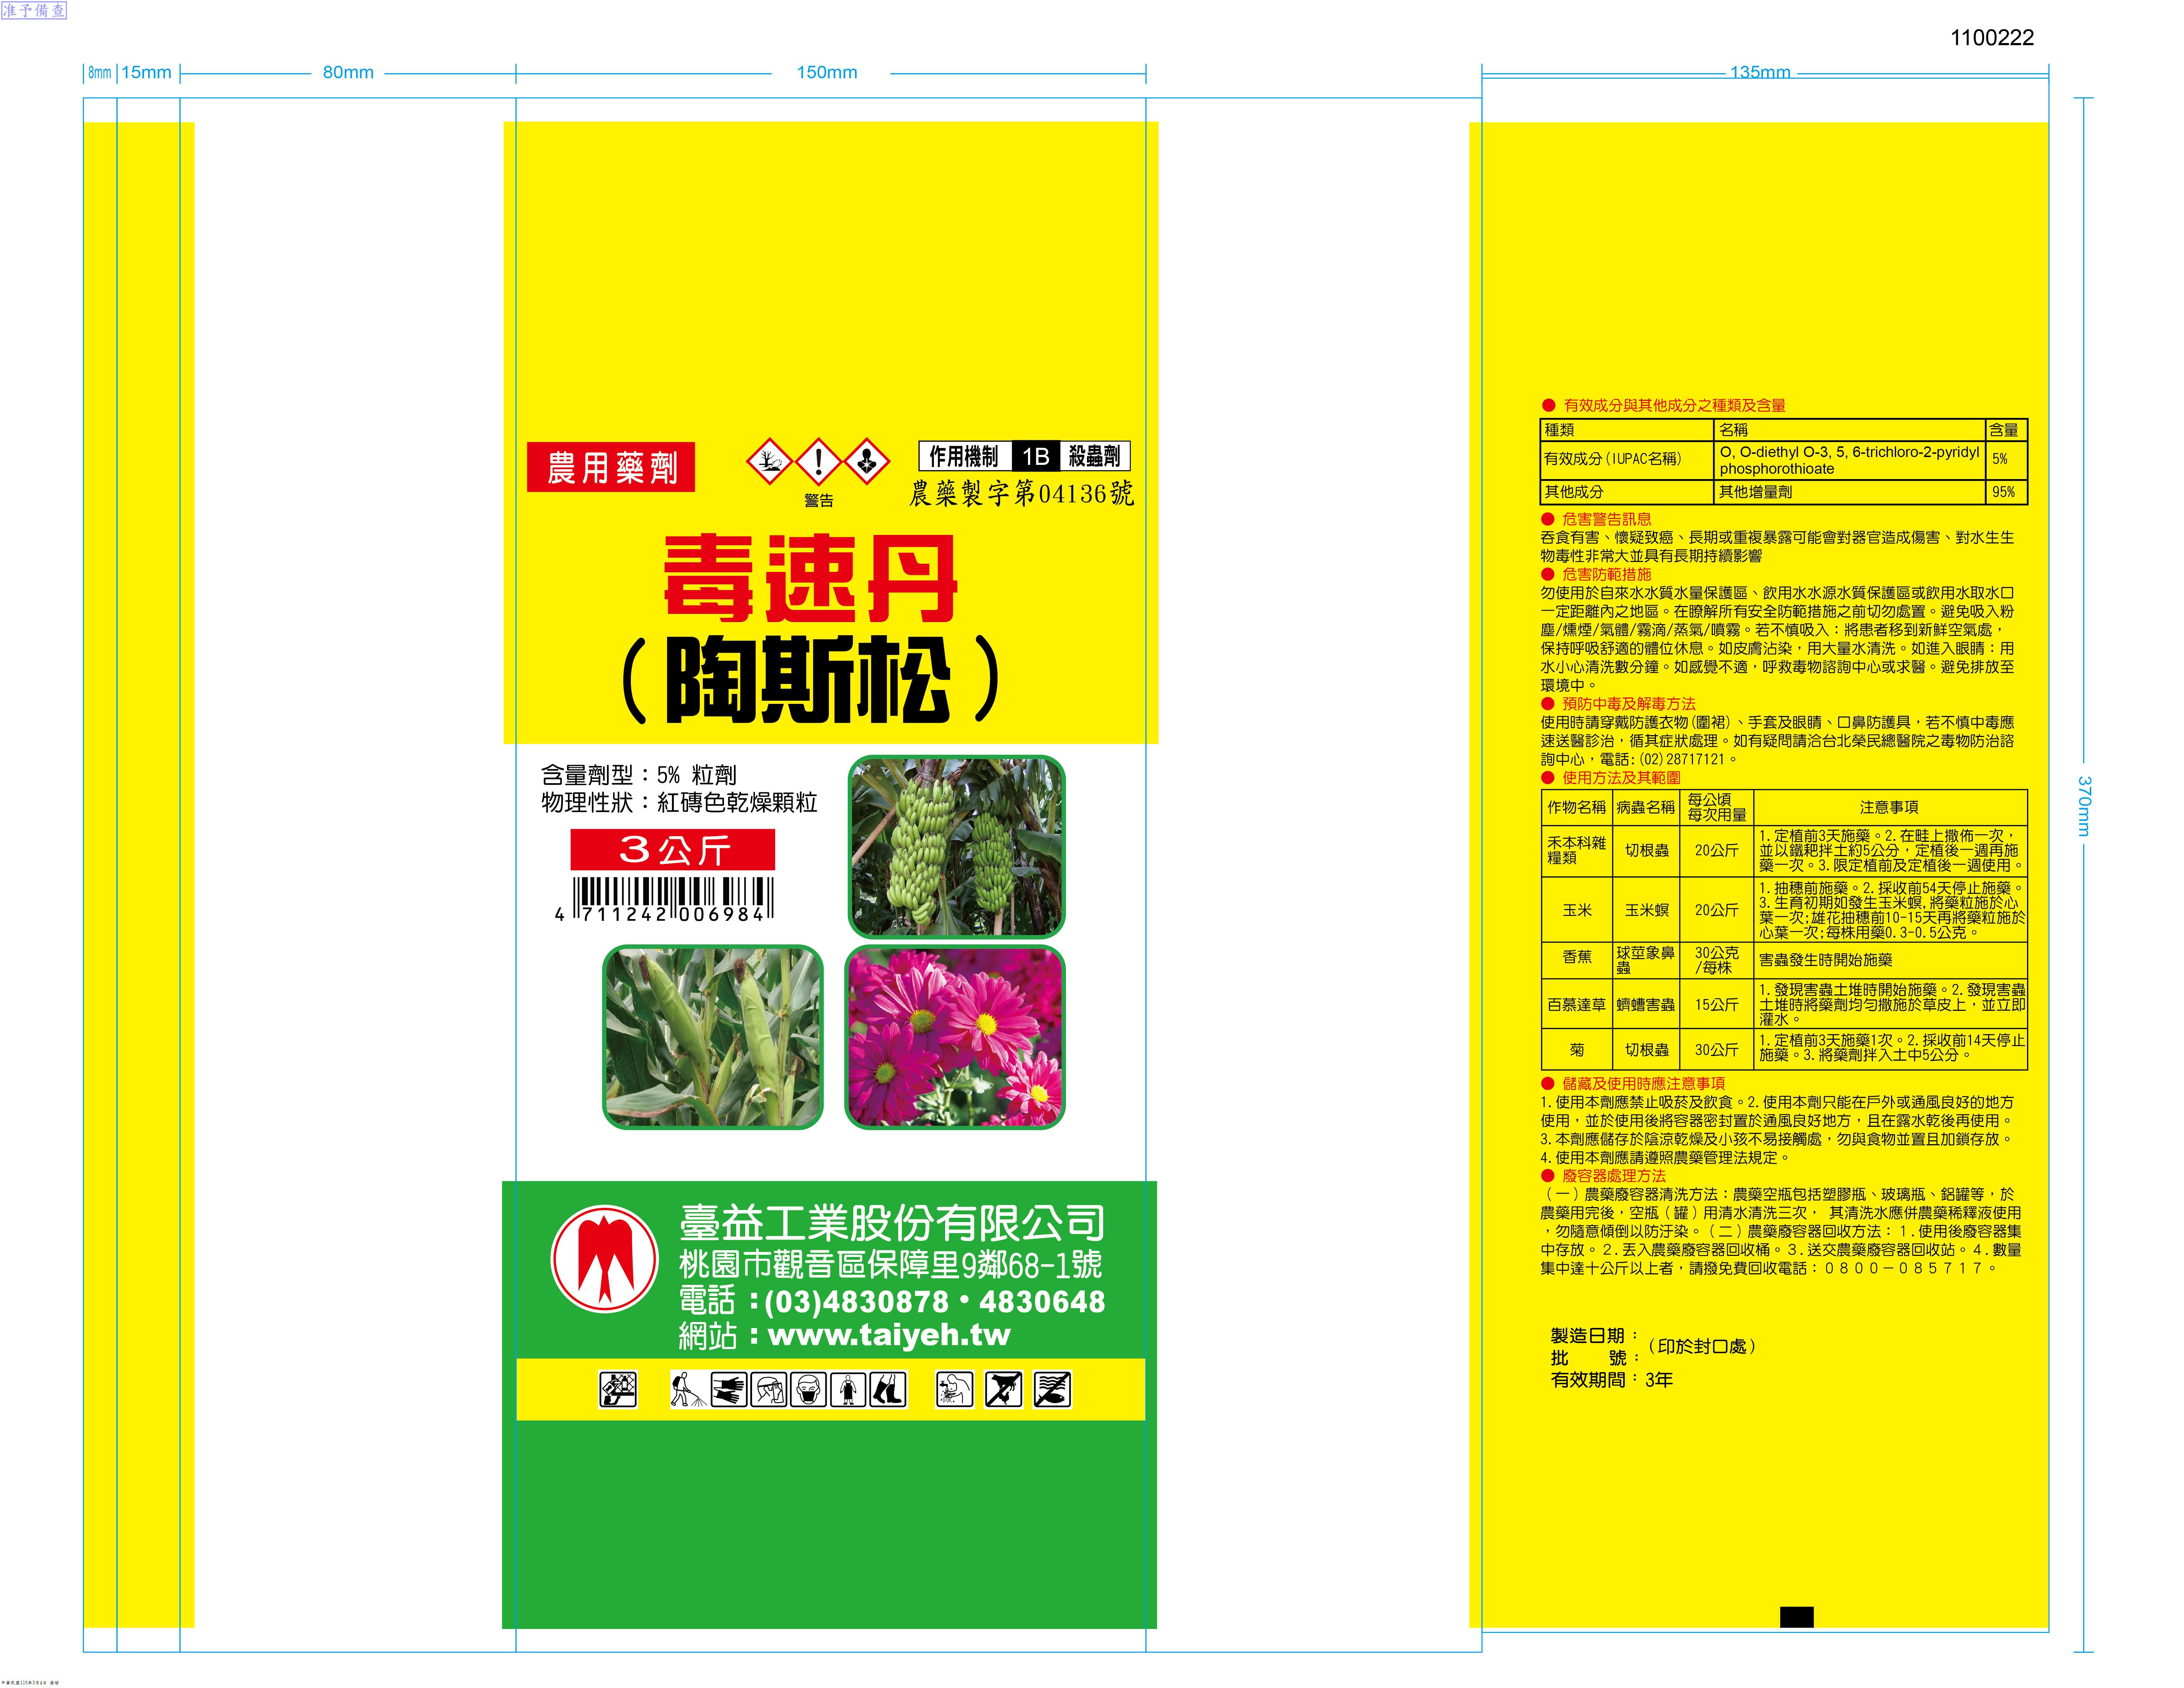 准予備查
1100222
8mm 15mm 80mm 150mm 135mm
370mm
農用藥劑
警告
作用機制 1B 殺蟲劑
農藥製字第04136號
毒速丹
(陶斯松)
含量劑型：5% 粒劑
物理性狀：紅磚色乾燥顆粒
3公斤
4 711242 006984
臺益工業股份有限公司
桃園市觀音區保障里9鄰68-1號
電話：(03)4830878・4830648
網站：www.taiyeh.tw
● 有效成分與其他成分之種類及含量
種類 名稱 含量
有效成分(IUPAC名稱) O, O-diethyl O-3, 5, 6-trichloro-2-pyridyl phosphorothioate 5%
其他成分 其他增量劑 95%
● 危害警告訊息
吞食有害、懷疑致癌、長期或重複暴露可能會對器官造成傷害、對水生生
物毒性非常大並具有長期持續影響
● 危害防範措施
勿使用於自來水水質水量保護區、飲用水水源水質保護區或飲用水取水口
一定距離內之地區。在瞭解所有安全防範措施之前切勿處置。避免吸入粉
塵/燻煙/氣體/霧滴/蒸氣/噴霧。若不慎吸入：將患者移到新鮮空氣處，
保持呼吸舒適的體位休息。如皮膚沾染，用大量水清洗。如進入眼睛：用
水小心清洗數分鐘。如感覺不適，呼救毒物諮詢中心或求醫。避免排放至
環境中。
● 預防中毒及解毒方法
使用時請穿戴防護衣物(圍裙)、手套及眼睛、口鼻防護具，若不慎中毒應
速送醫診治，循其症狀處理。如有疑問請洽台北榮民總醫院之毒物防治諮
詢中心，電話:(02)28717121。
● 使用方法及其範圍
作物名稱 病蟲名稱 每公頃每次用量 注意事項
禾本科雜糧類 切根蟲 20公斤 1.定植前3天施藥。2.在畦上撒佈一次，
並以鐵耙拌土約5公分，定植後一週再施
藥一次。3.限定植前及定植後一週使用。
玉米 玉米螟 20公斤 1.抽穗前施藥。2.採收前54天停止施藥。
3.生育初期如發生玉米螟,將藥粒施於心
葉一次;雄花抽穗前10-15天再將藥粒施於
心葉一次;每株用藥0.3-0.5公克。
香蕉 球莖象鼻蟲 30公克/每株 害蟲發生時開始施藥
百慕達草 蠐螬害蟲 15公斤 1.發現害蟲土堆時開始施藥。2.發現害蟲
土堆時將藥劑均勻撒施於草皮上，並立即
灌水。
菊 切根蟲 30公斤 1.定植前3天施藥1次。2.採收前14天停止
施藥。3.將藥劑拌入土中5公分。
● 儲藏及使用時應注意事項
1.使用本劑應禁止吸菸及飲食。2.使用本劑只能在戶外或通風良好的地方
使用，並於使用後將容器密封置於通風良好地方，且在露水乾後再使用。
3.本劑應儲存於陰涼乾燥及小孩不易接觸處，勿與食物並置且加鎖存放。
4.使用本劑應請遵照農藥管理法規定。
● 廢容器處理方法
（一）農藥廢容器清洗方法：農藥空瓶包括塑膠瓶、玻璃瓶、鋁罐等，於
農藥用完後，空瓶（罐）用清水清洗三次， 其清洗水應併農藥稀釋液使用
，勿隨意傾倒以防汙染。（二）農藥廢容器回收方法：１.使用後廢容器集
中存放。２.丟入農藥廢容器回收桶。３.送交農藥廢容器回收站。４.數量
集中達十公斤以上者，請撥免費回收電話：０８００－０８５７１７。
製造日期：
批　　號：
(印於封口處)
有效期間：3年